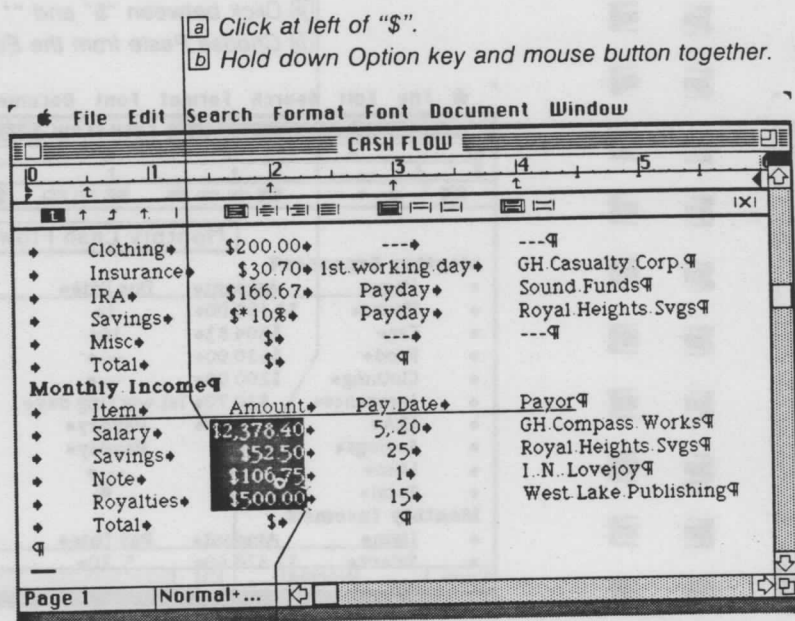 a Click at left of “$”.
b Hold down Option key and mouse button together.
File Edit Search Format Font Document Window
CASH FLOW
0 1 2 3 4 5
Clothing $200.00 --- ---¶
Insurance $30.70 1st.working.day GH.Casualty.Corp.¶
IRA $166.67 Payday Sound.Funds¶
Savings $*10% Payday Royal.Heights.Svgs¶
Misc $ --- ---¶
Total $ ¶
Monthly.Income¶
Item Amount Pay.Date Payor¶
Salary $2,378.40 5,.20 GH.Compass.Works¶
Savings $52.50 25 Royal.Heights.Svgs¶
Note $106.75 1 I..N..Lovejoy¶
Royalties $500.00 15 West.Lake.Publishing¶
Total $ ¶
¶
Page 1 Normal+...